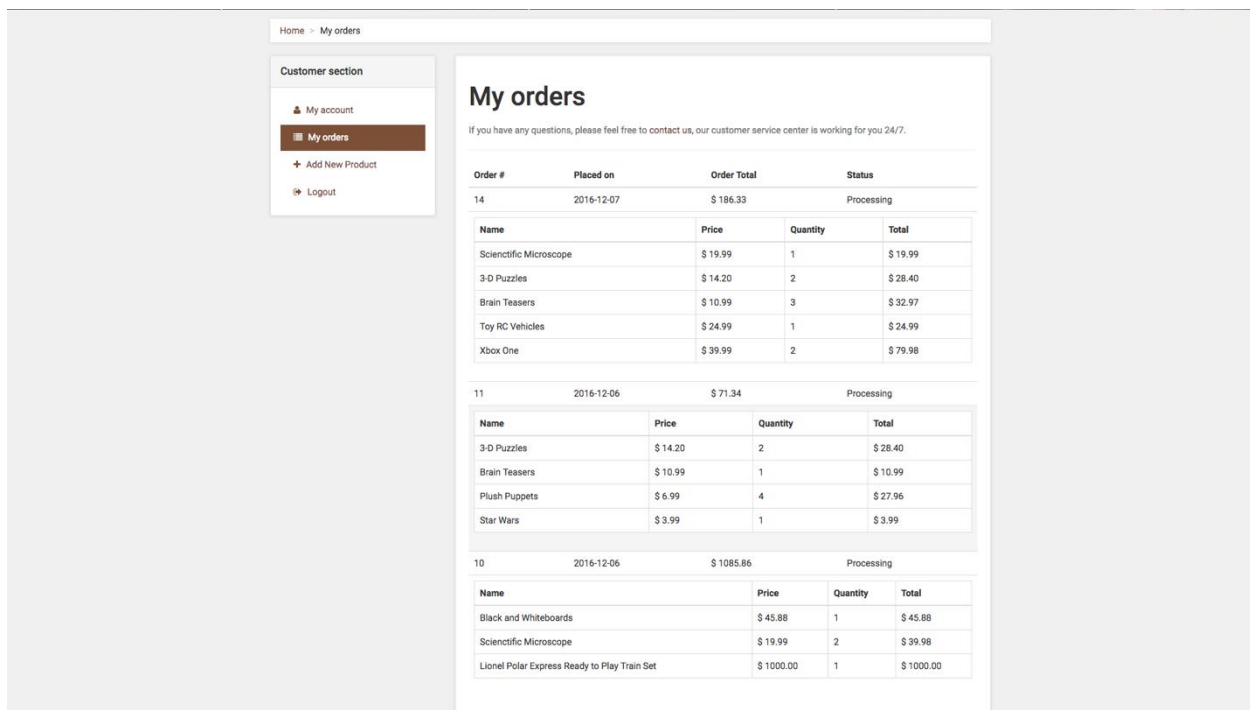 Home > My orders
Customer section
My account
My orders
Add New Product
Logout
My orders
If you have any questions, please feel free to contact us, our customer service center is working for you 24/7.
Order # Placed on Order Total Status
14 2016-12-07 $ 186.33 Processing
Name Price Quantity Total
Scienctific Microscope $ 19.99 1 $ 19.99
3-D Puzzles $ 14.20 2 $ 28.40
Brain Teasers $ 10.99 3 $ 32.97
Toy RC Vehicles $ 24.99 1 $ 24.99
Xbox One $ 39.99 2 $ 79.98
11 2016-12-06 $ 71.34 Processing
Name Price Quantity Total
3-D Puzzles $ 14.20 2 $ 28.40
Brain Teasers $ 10.99 1 $ 10.99
Plush Puppets $ 6.99 4 $ 27.96
Star Wars $ 3.99 1 $ 3.99
10 2016-12-06 $ 1085.86 Processing
Name Price Quantity Total
Black and Whiteboards $ 45.88 1 $ 45.88
Scienctific Microscope $ 19.99 2 $ 39.98
Lionel Polar Express Ready to Play Train Set $ 1000.00 1 $ 1000.00